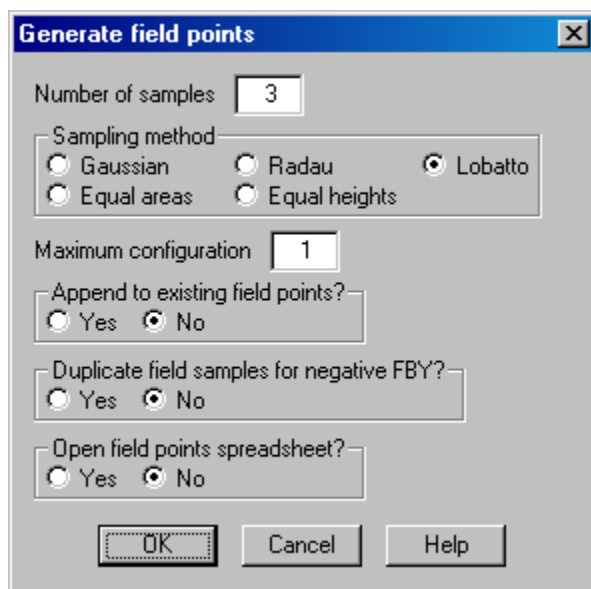 Generate field points
Number of samples 3
Sampling method
Gaussian Radau Lobatto
Equal areas Equal heights
Maximum configuration 1
Append to existing field points?
Yes No
Duplicate field samples for negative FBY?
Yes No
Open field points spreadsheet?
Yes No
OK Cancel Help